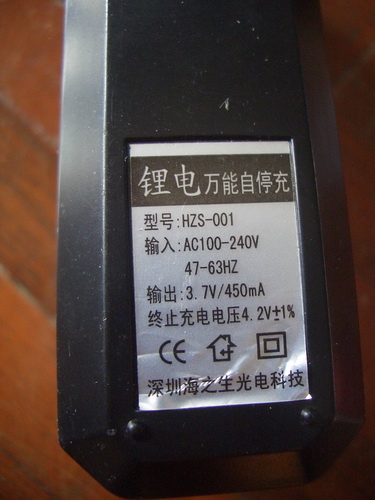 锂电万能自停充
型号:HZS-001
输入:AC100-240V
47-63HZ
输出:3.7V/450mA
终止充电电压4.2V±1%
CE
深圳海之生光电科技